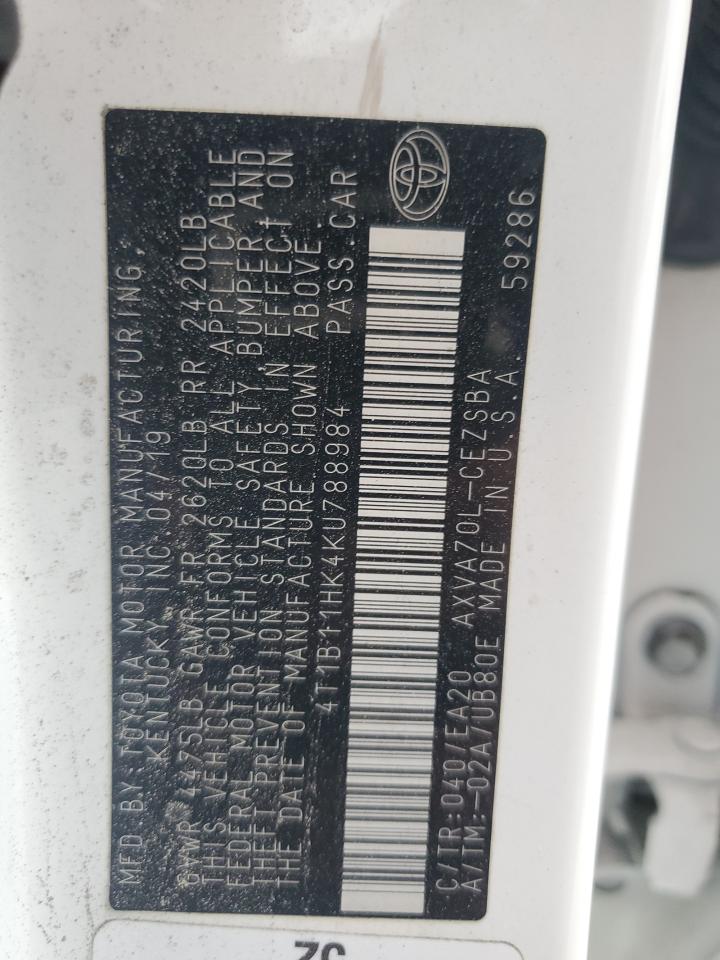 MFD BY: TOYOTA MOTOR MANUFACTURING,
KENTUCKY, INC. 04/19
GVWR 4475LB GAWR FR 2620LB RR 2420LB
THIS VEHICLE CONFORMS TO ALL APPLICABLE
FEDERAL MOTOR VEHICLE SAFETY, BUMPER, AND
THEFT PREVENTION STANDARDS IN EFFECT ON
THE DATE OF MANUFACTURE SHOWN ABOVE.
4T1B11HK4KU788984 PASS.CAR
C/TR:040/EA20 AXVA70L-CEZSBA
A/TM:-02A/UB80E MADE IN U.S.A 59286
JZ